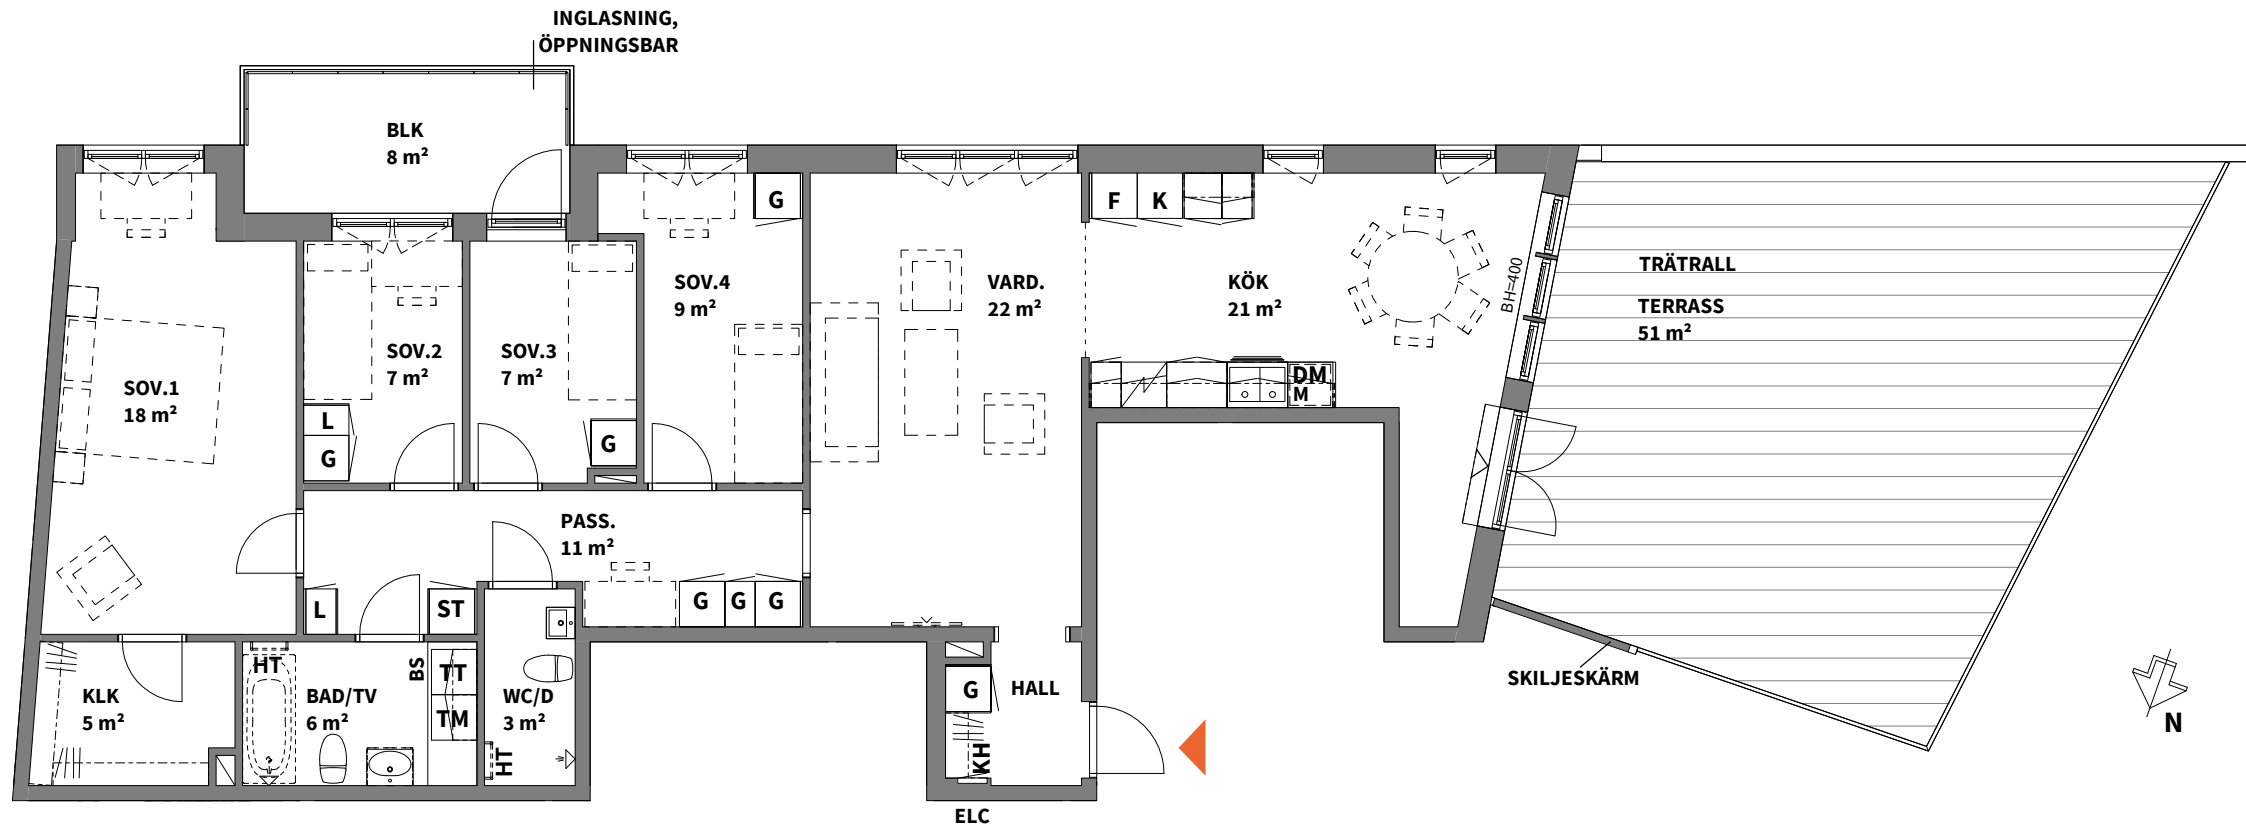 INGLASNING,
ÖPPNINGSBAR
BLK
8 m²
G
F
K
SOV.4
9 m²
VARD.
22 m²
KÖK
21 m²
BH=400
TRÄTRALL
TERRASS
51 m²
SOV.1
18 m²
SOV.2
7 m²
SOV.3
7 m²
DM
M
L
G
G
PASS.
11 m²
L
ST
G
G
G
HT
BS
TT
TM
KLK
5 m²
BAD/TV
6 m²
WC/D
3 m²
HT
G
HALL
KH
ELC
SKILJESKÄRM
N